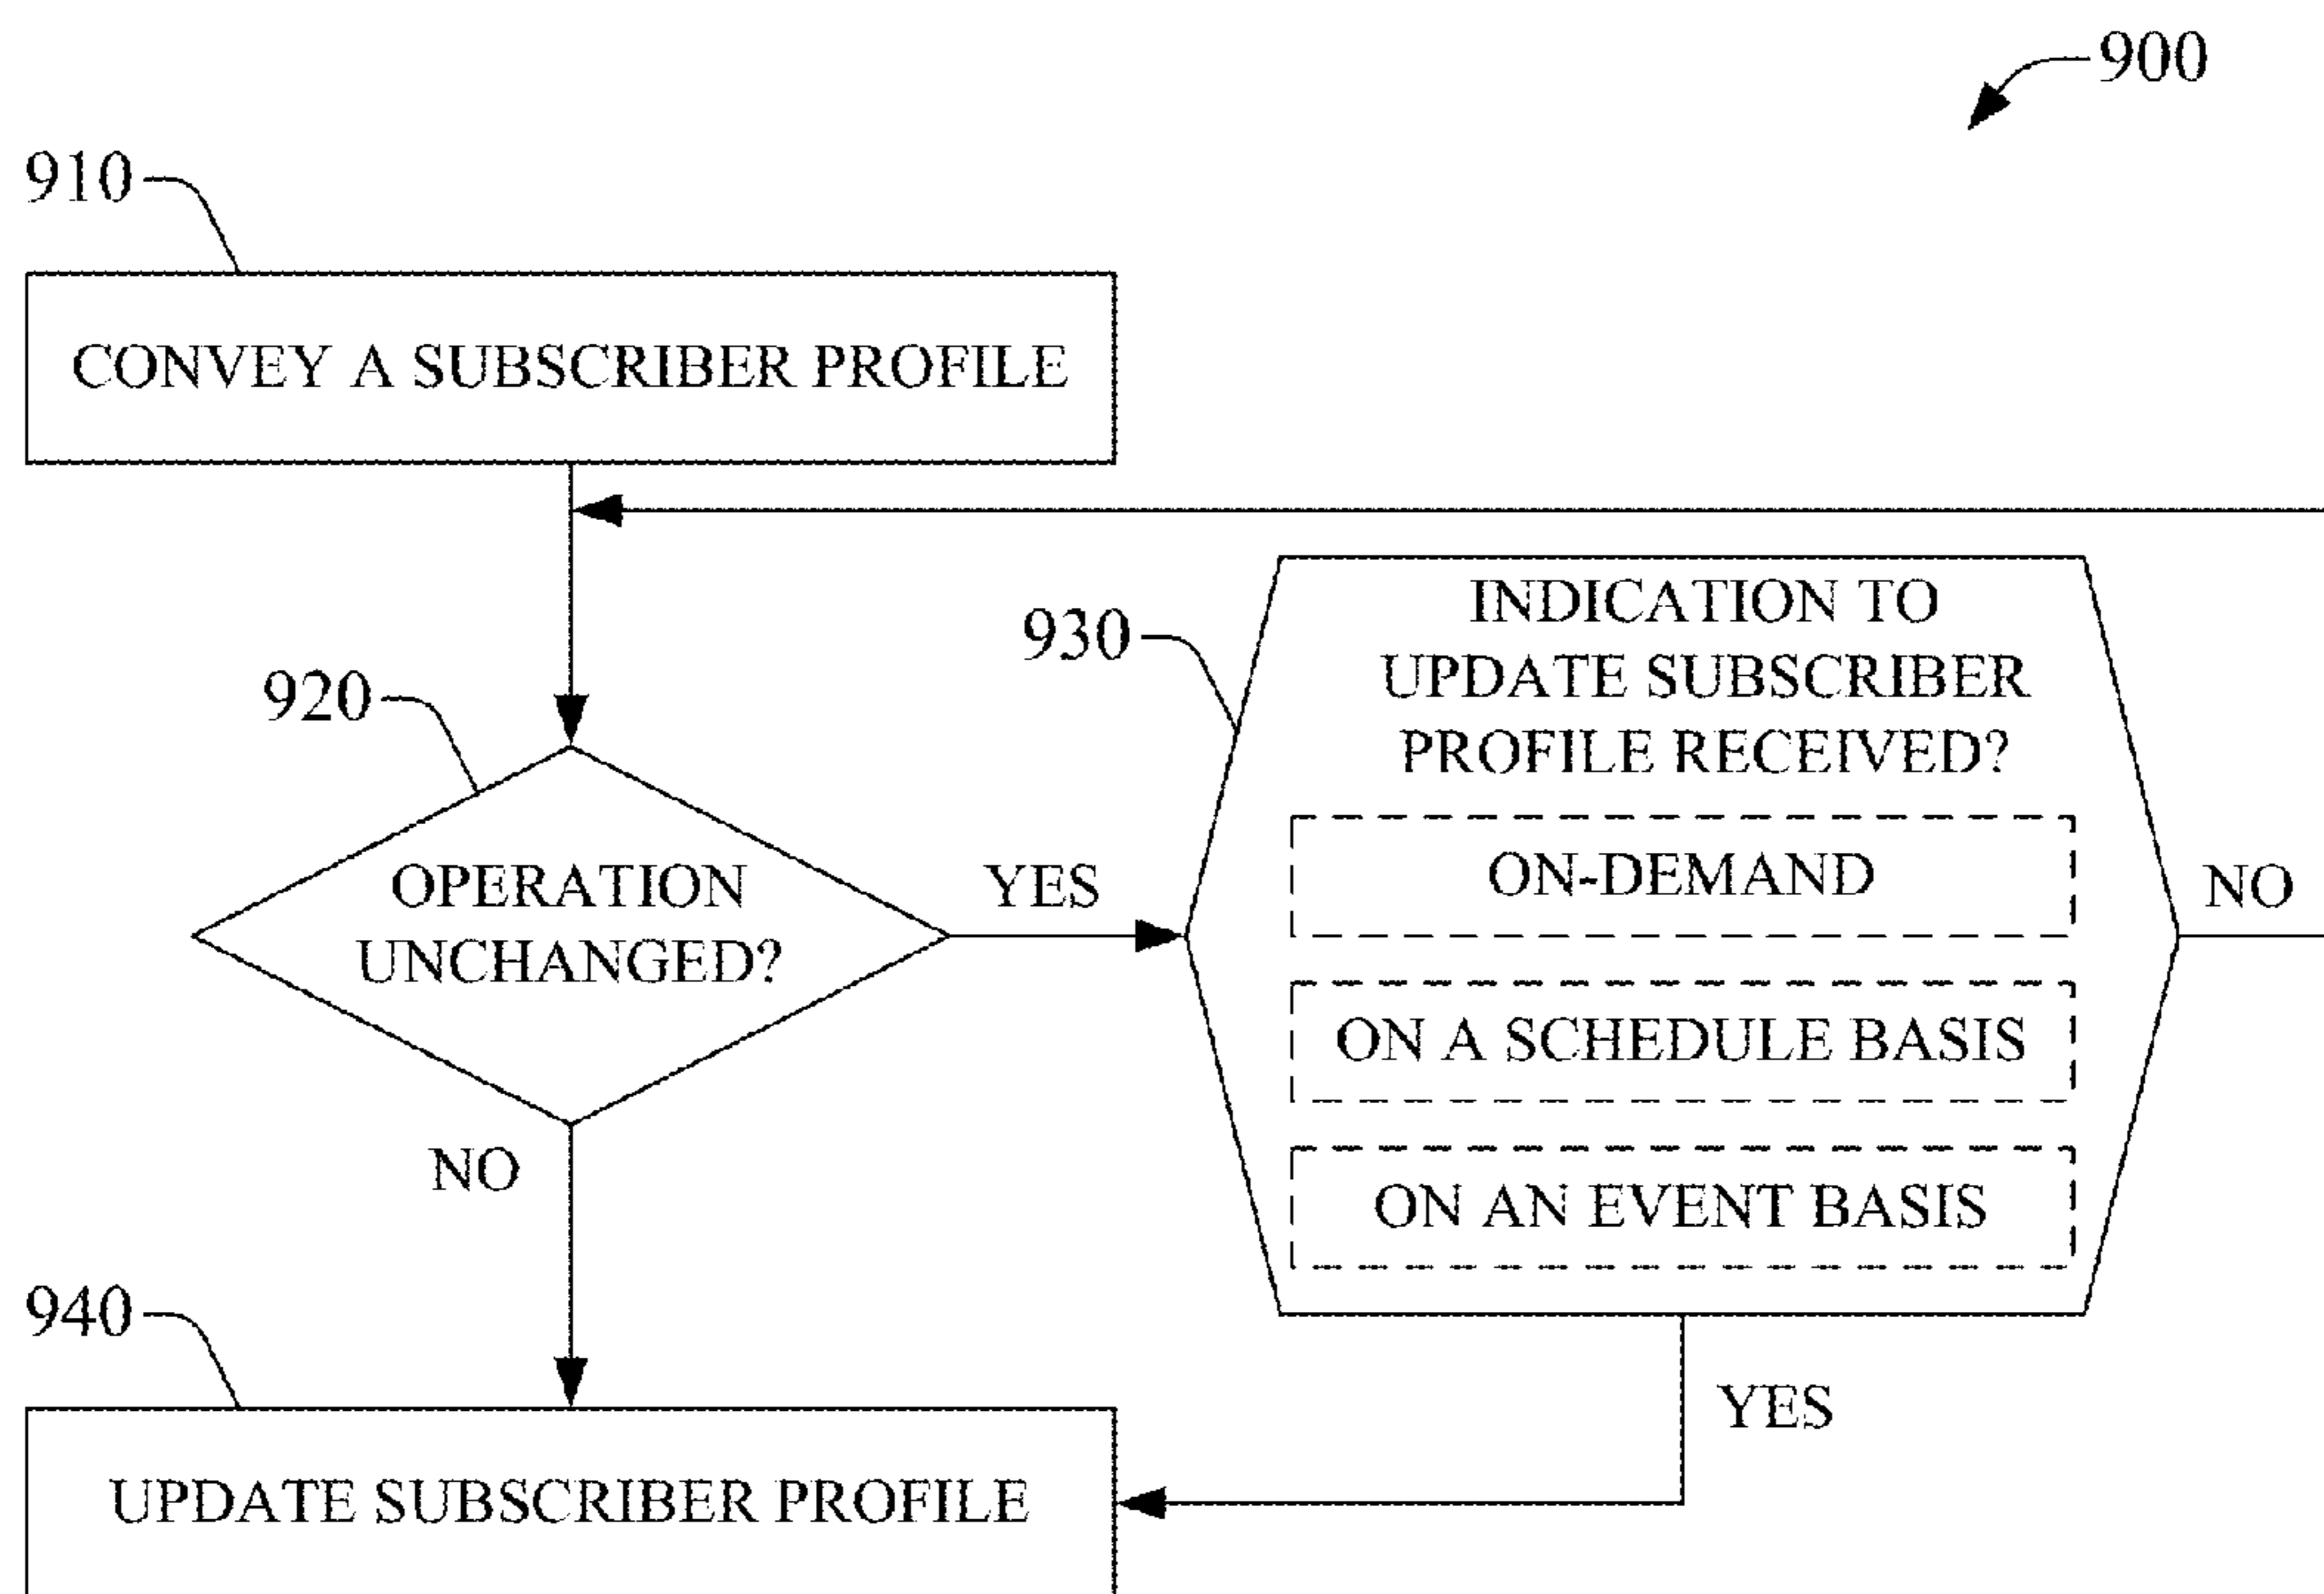 900
910
CONVEY A SUBSCRIBER PROFILE
930
INDICATION TO
UPDATE SUBSCRIBER
PROFILE RECEIVED?
920
OPERATION
UNCHANGED?
YES
ON-DEMAND
NO
ON A SCHEDULE BASIS
ON AN EVENT BASIS
NO
940
YES
UPDATE SUBSCRIBER PROFILE